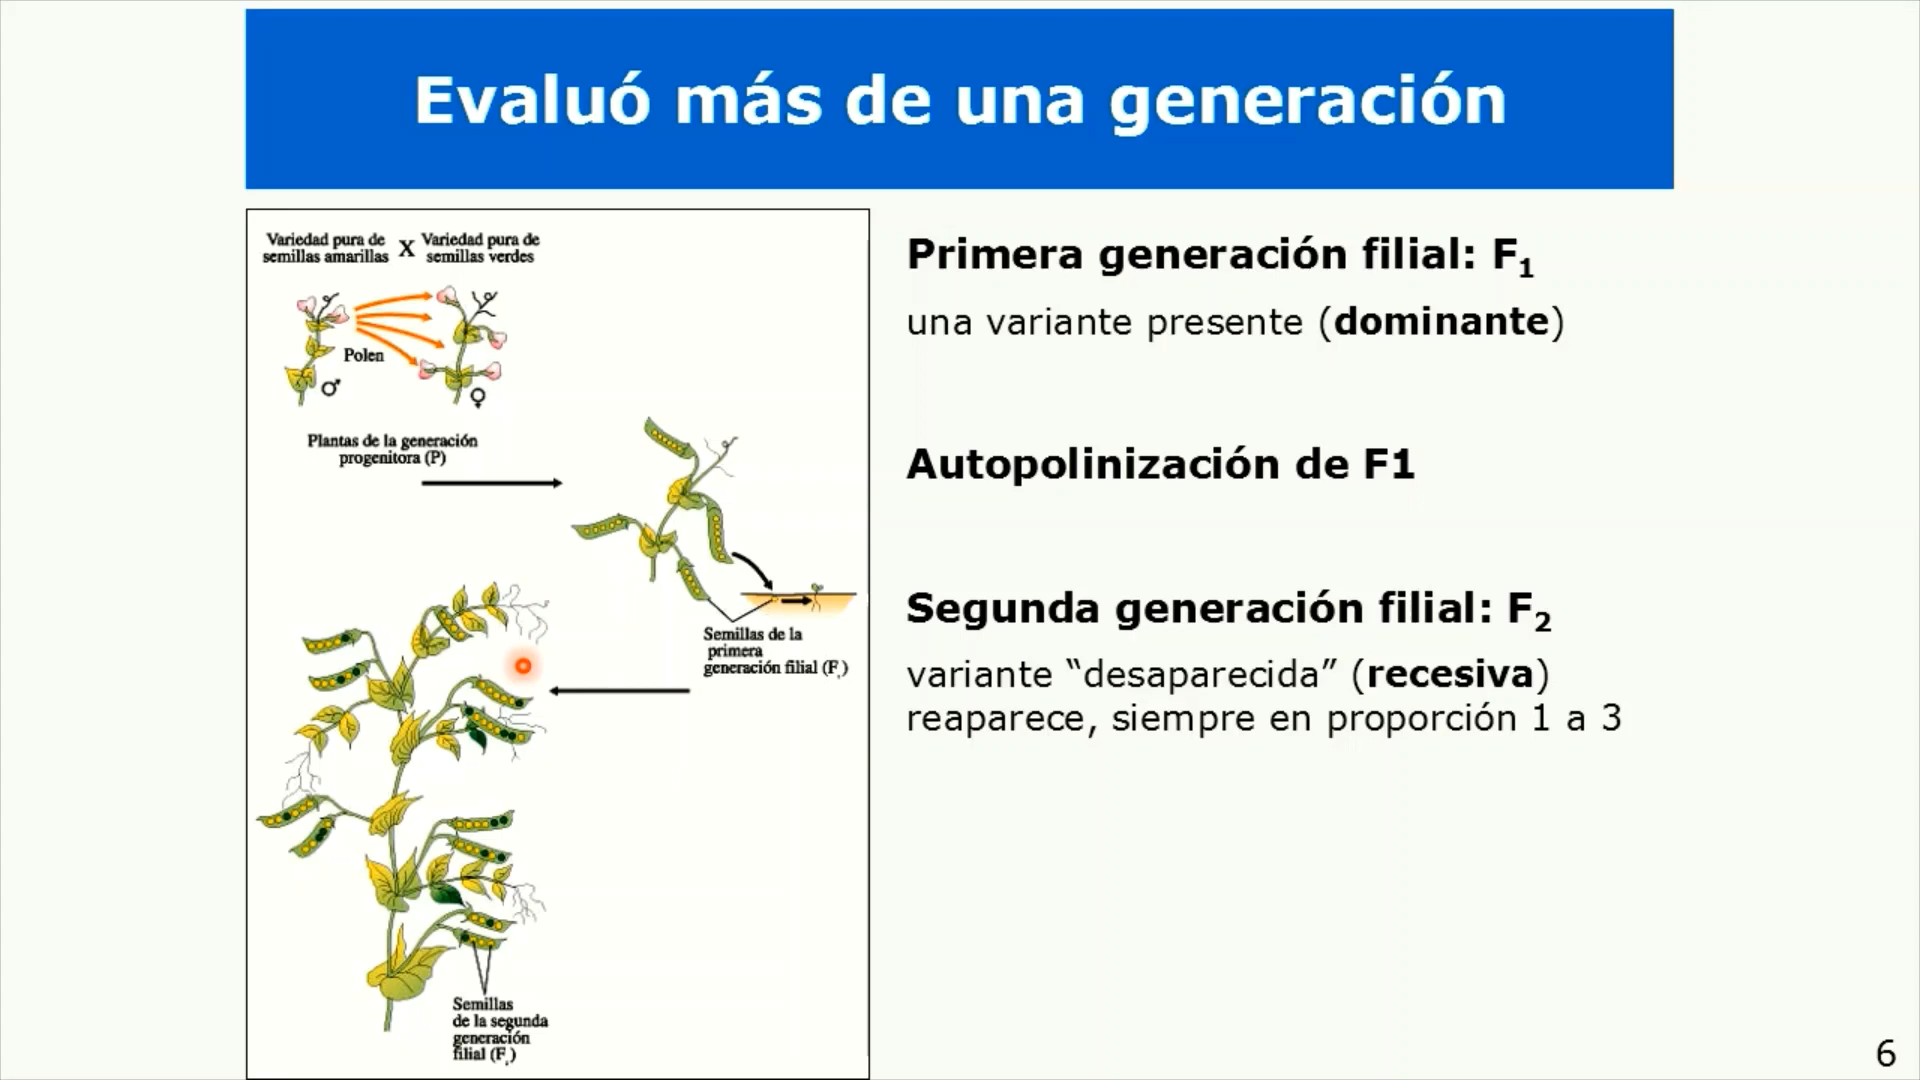 Evaluó más de una generación
Variedad pura de
semillas amarillas
X
Variedad pura de
semillas verdes
Polen
♂
♀
Plantas de la generación
progenitora (P)
Semillas de la
primera
generación filial (F₁)
Semillas
de la segunda
generación
filial (F₂)
Primera generación filial: F₁
una variante presente (dominante)
Autopolinización de F1
Segunda generación filial: F₂
variante “desaparecida” (recesiva)
reaparece, siempre en proporción 1 a 3
6